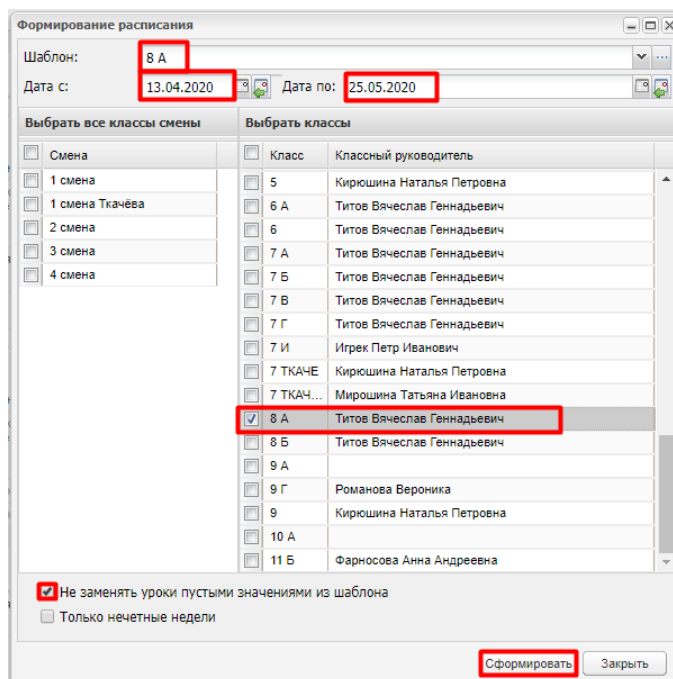 Формирование расписания
Шаблон: 8 А
Дата с: 13.04.2020 Дата по: 25.05.2020
Выбрать все классы смены Выбрать классы
Смена Класс Классный руководитель
1 смена 5 Кирюшина Наталья Петровна
1 смена Ткачёва 6 А Титов Вячеслав Геннадьевич
2 смена 6 Титов Вячеслав Геннадьевич
3 смена 7 А Титов Вячеслав Геннадьевич
4 смена 7 Б Титов Вячеслав Геннадьевич
7 В Титов Вячеслав Геннадьевич
7 Г Титов Вячеслав Геннадьевич
7 И Игрек Петр Иванович
7 ТКАЧЕ Кирюшина Наталья Петровна
7 ТКАЧ... Мирошина Татьяна Ивановна
8 А Титов Вячеслав Геннадьевич
8 Б Титов Вячеслав Геннадьевич
9 А
9 Г Романова Вероника
9 Кирюшина Наталья Петровна
10 А
11 Б Фарносова Анна Андреевна
Не заменять уроки пустыми значениями из шаблона
Только нечетные недели
Сформировать Закрыть